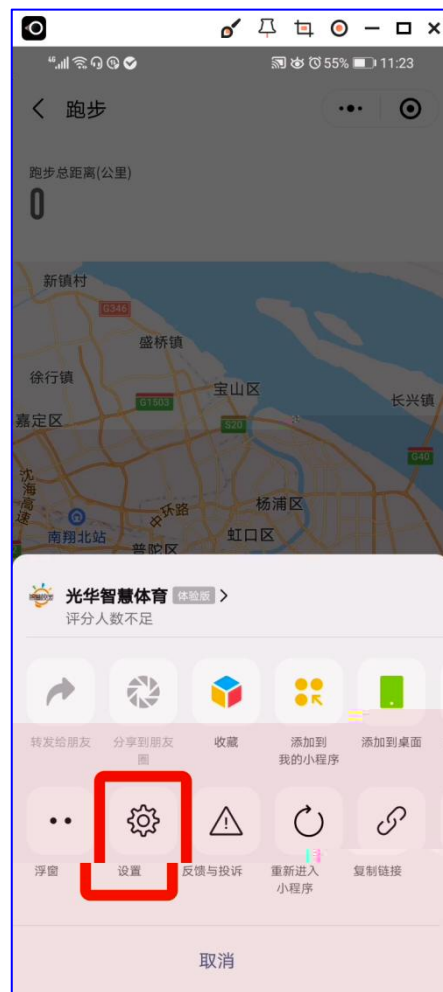 46 55% 11:23
跑步
跑步总距离(公里)
0
新镇村
G346
盛桥镇
徐行镇
宝山区
长兴镇
G1503
嘉定区
S20
G40
沈海高速
杨浦区
中环路
南翔北站
虹口区
普陀区
光华智慧体育 体验版
评分人数不足
转发给朋友 分享到朋友圈 收藏 添加到我的小程序 添加到桌面
浮窗 设置 反馈与投诉 重新进入小程序 复制链接
取消